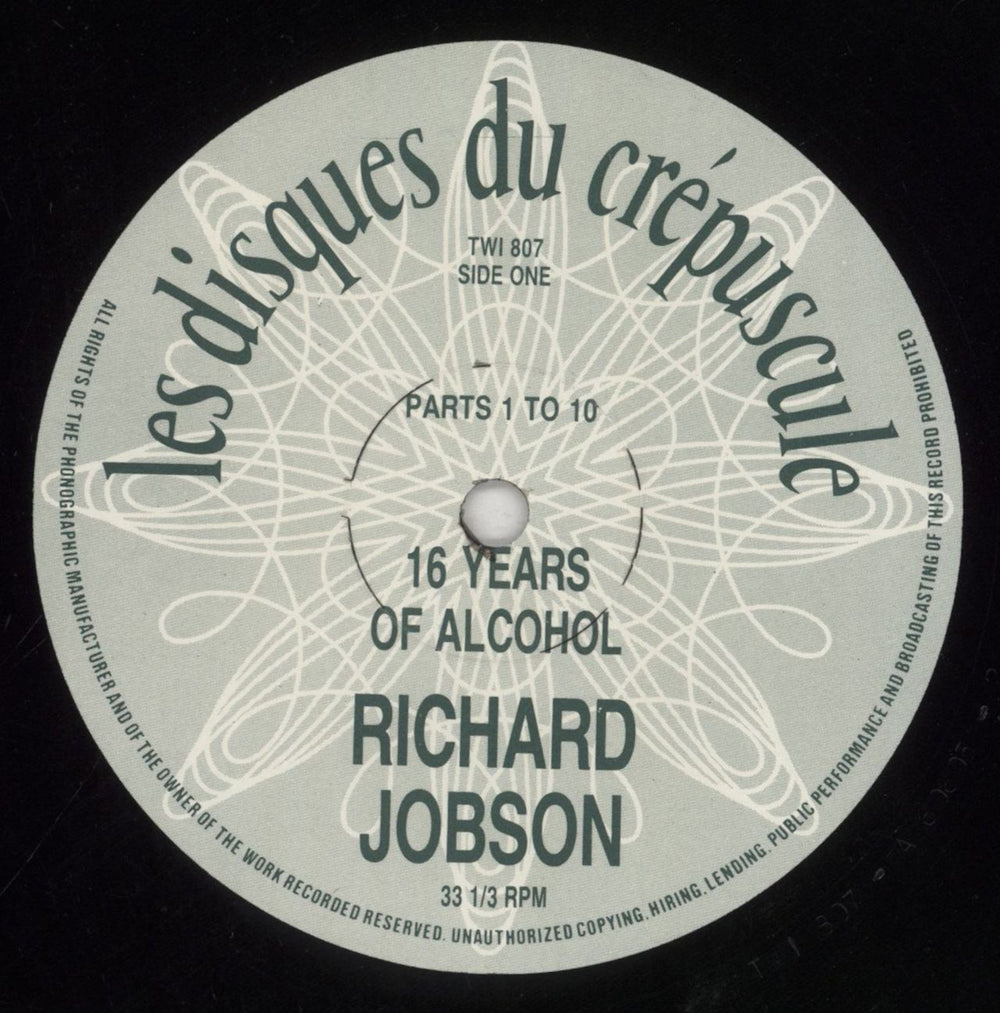 les disques du crépuscule
TWI 807
SIDE ONE
PARTS 1 TO 10
16 YEARS
OF ALCOHOL
RICHARD
JOBSON
33 1/3 RPM
ALL RIGHTS OF THE PHONOGRAPHIC MANUFACTURER AND OF THE OWNER OF THE WORK RECORDED RESERVED. UNAUTHORIZED COPYING. HIRING. LENDING. PUBLIC PERFORMANCE AND BROADCASTING OF THIS RECORD PROHIBITED